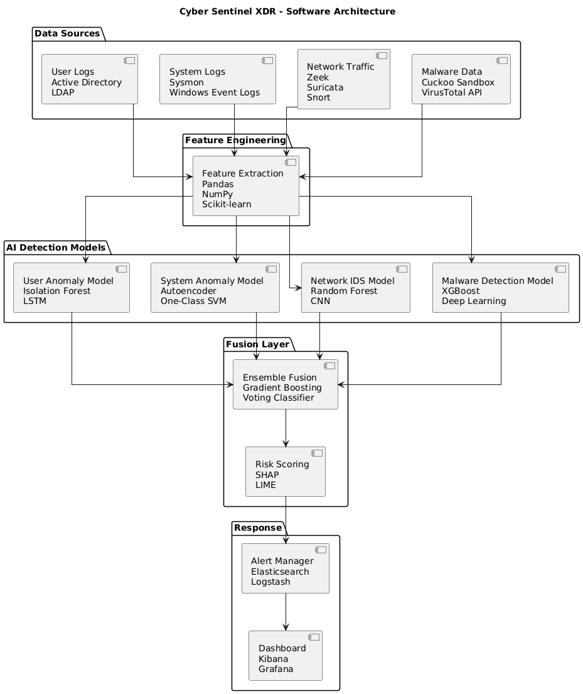 Cyber Sentinel XDR - Software Architecture
Data Sources
User Logs
Active Directory
LDAP
System Logs
Sysmon
Windows Event Logs
Network Traffic
Zeek
Suricata
Snort
Malware Data
Cuckoo Sandbox
VirusTotal API
Feature Engineering
Feature Extraction
Pandas
NumPy
Scikit-learn
AI Detection Models
User Anomaly Model
Isolation Forest
LSTM
System Anomaly Model
Autoencoder
One-Class SVM
Network IDS Model
Random Forest
CNN
Malware Detection Model
XGBoost
Deep Learning
Fusion Layer
Ensemble Fusion
Gradient Boosting
Voting Classifier
Risk Scoring
SHAP
LIME
Response
Alert Manager
Elasticsearch
Logstash
Dashboard
Kibana
Grafana